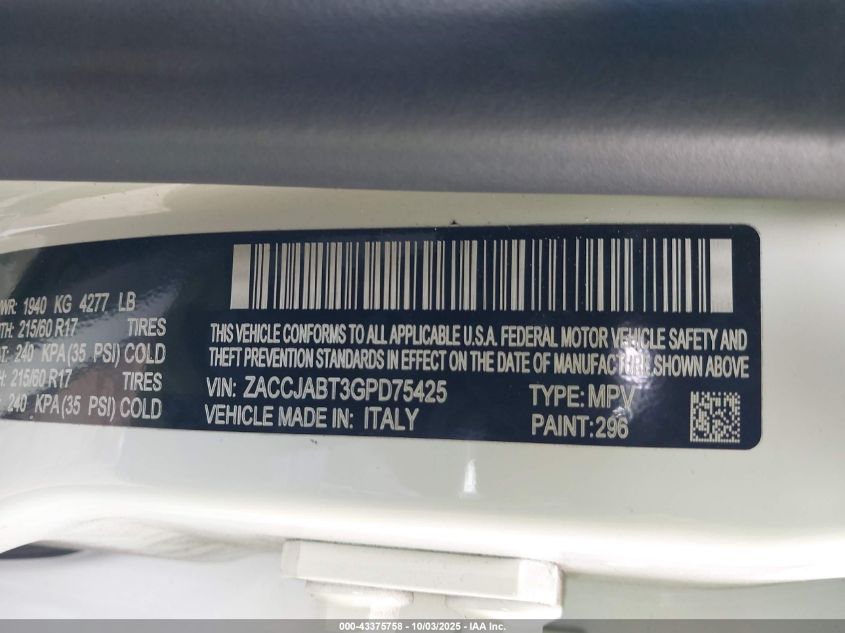 WR: 1940 KG 4277 LB
TH: 215/60 R17 TIRES
T: 240 KPA(35 PSI) COLD
H: 215/60 R17 TIRES
: 240 KPA(35 PSI) COLD
THIS VEHICLE CONFORMS TO ALL APPLICABLE U.S.A. FEDERAL MOTOR VEHICLE SAFETY AND
THEFT PREVENTION STANDARDS IN EFFECT ON THE DATE OF MANUFACTURE SHOWN ABOVE
VIN: ZACCJABT3GPD75425 TYPE: MPV
VEHICLE MADE IN: ITALY PAINT: 296
000-43375758 - 10/03/2025 - IAA Inc.